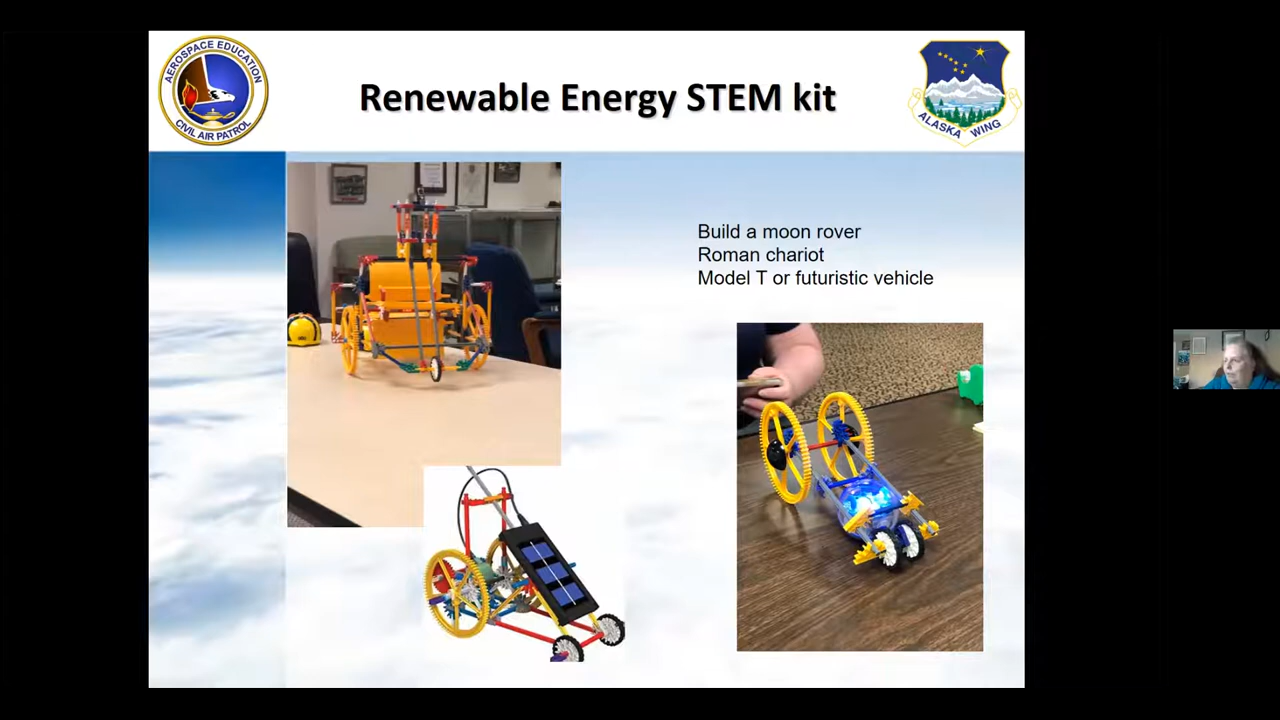 AEROSPACE EDUCATION
CIVIL AIR PATROL
Renewable Energy STEM kit
ALASKA WING
Build a moon rover
Roman chariot
Model T or futuristic vehicle